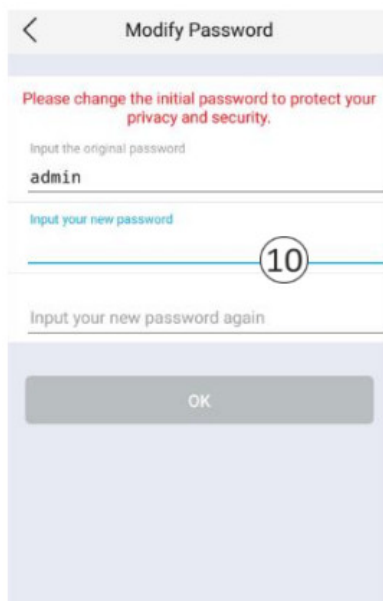 Modify Password
Please change the initial password to protect your
privacy and security.
Input the original password
admin
Input your new password
10
Input your new password again
OK